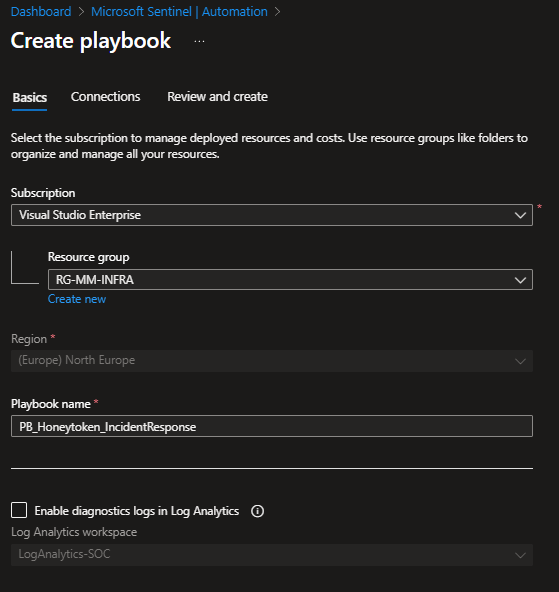 Dashboard > Microsoft Sentinel | Automation >
Create playbook ...
Basics Connections Review and create
Select the subscription to manage deployed resources and costs. Use resource groups like folders to
organize and manage all your resources.
Subscription
Visual Studio Enterprise *
Resource group
RG-MM-INFRA
Create new
Region *
(Europe) North Europe
Playbook name *
PB_Honeytoken_IncidentResponse
Enable diagnostics logs in Log Analytics
Log Analytics workspace
LogAnalytics-SOC